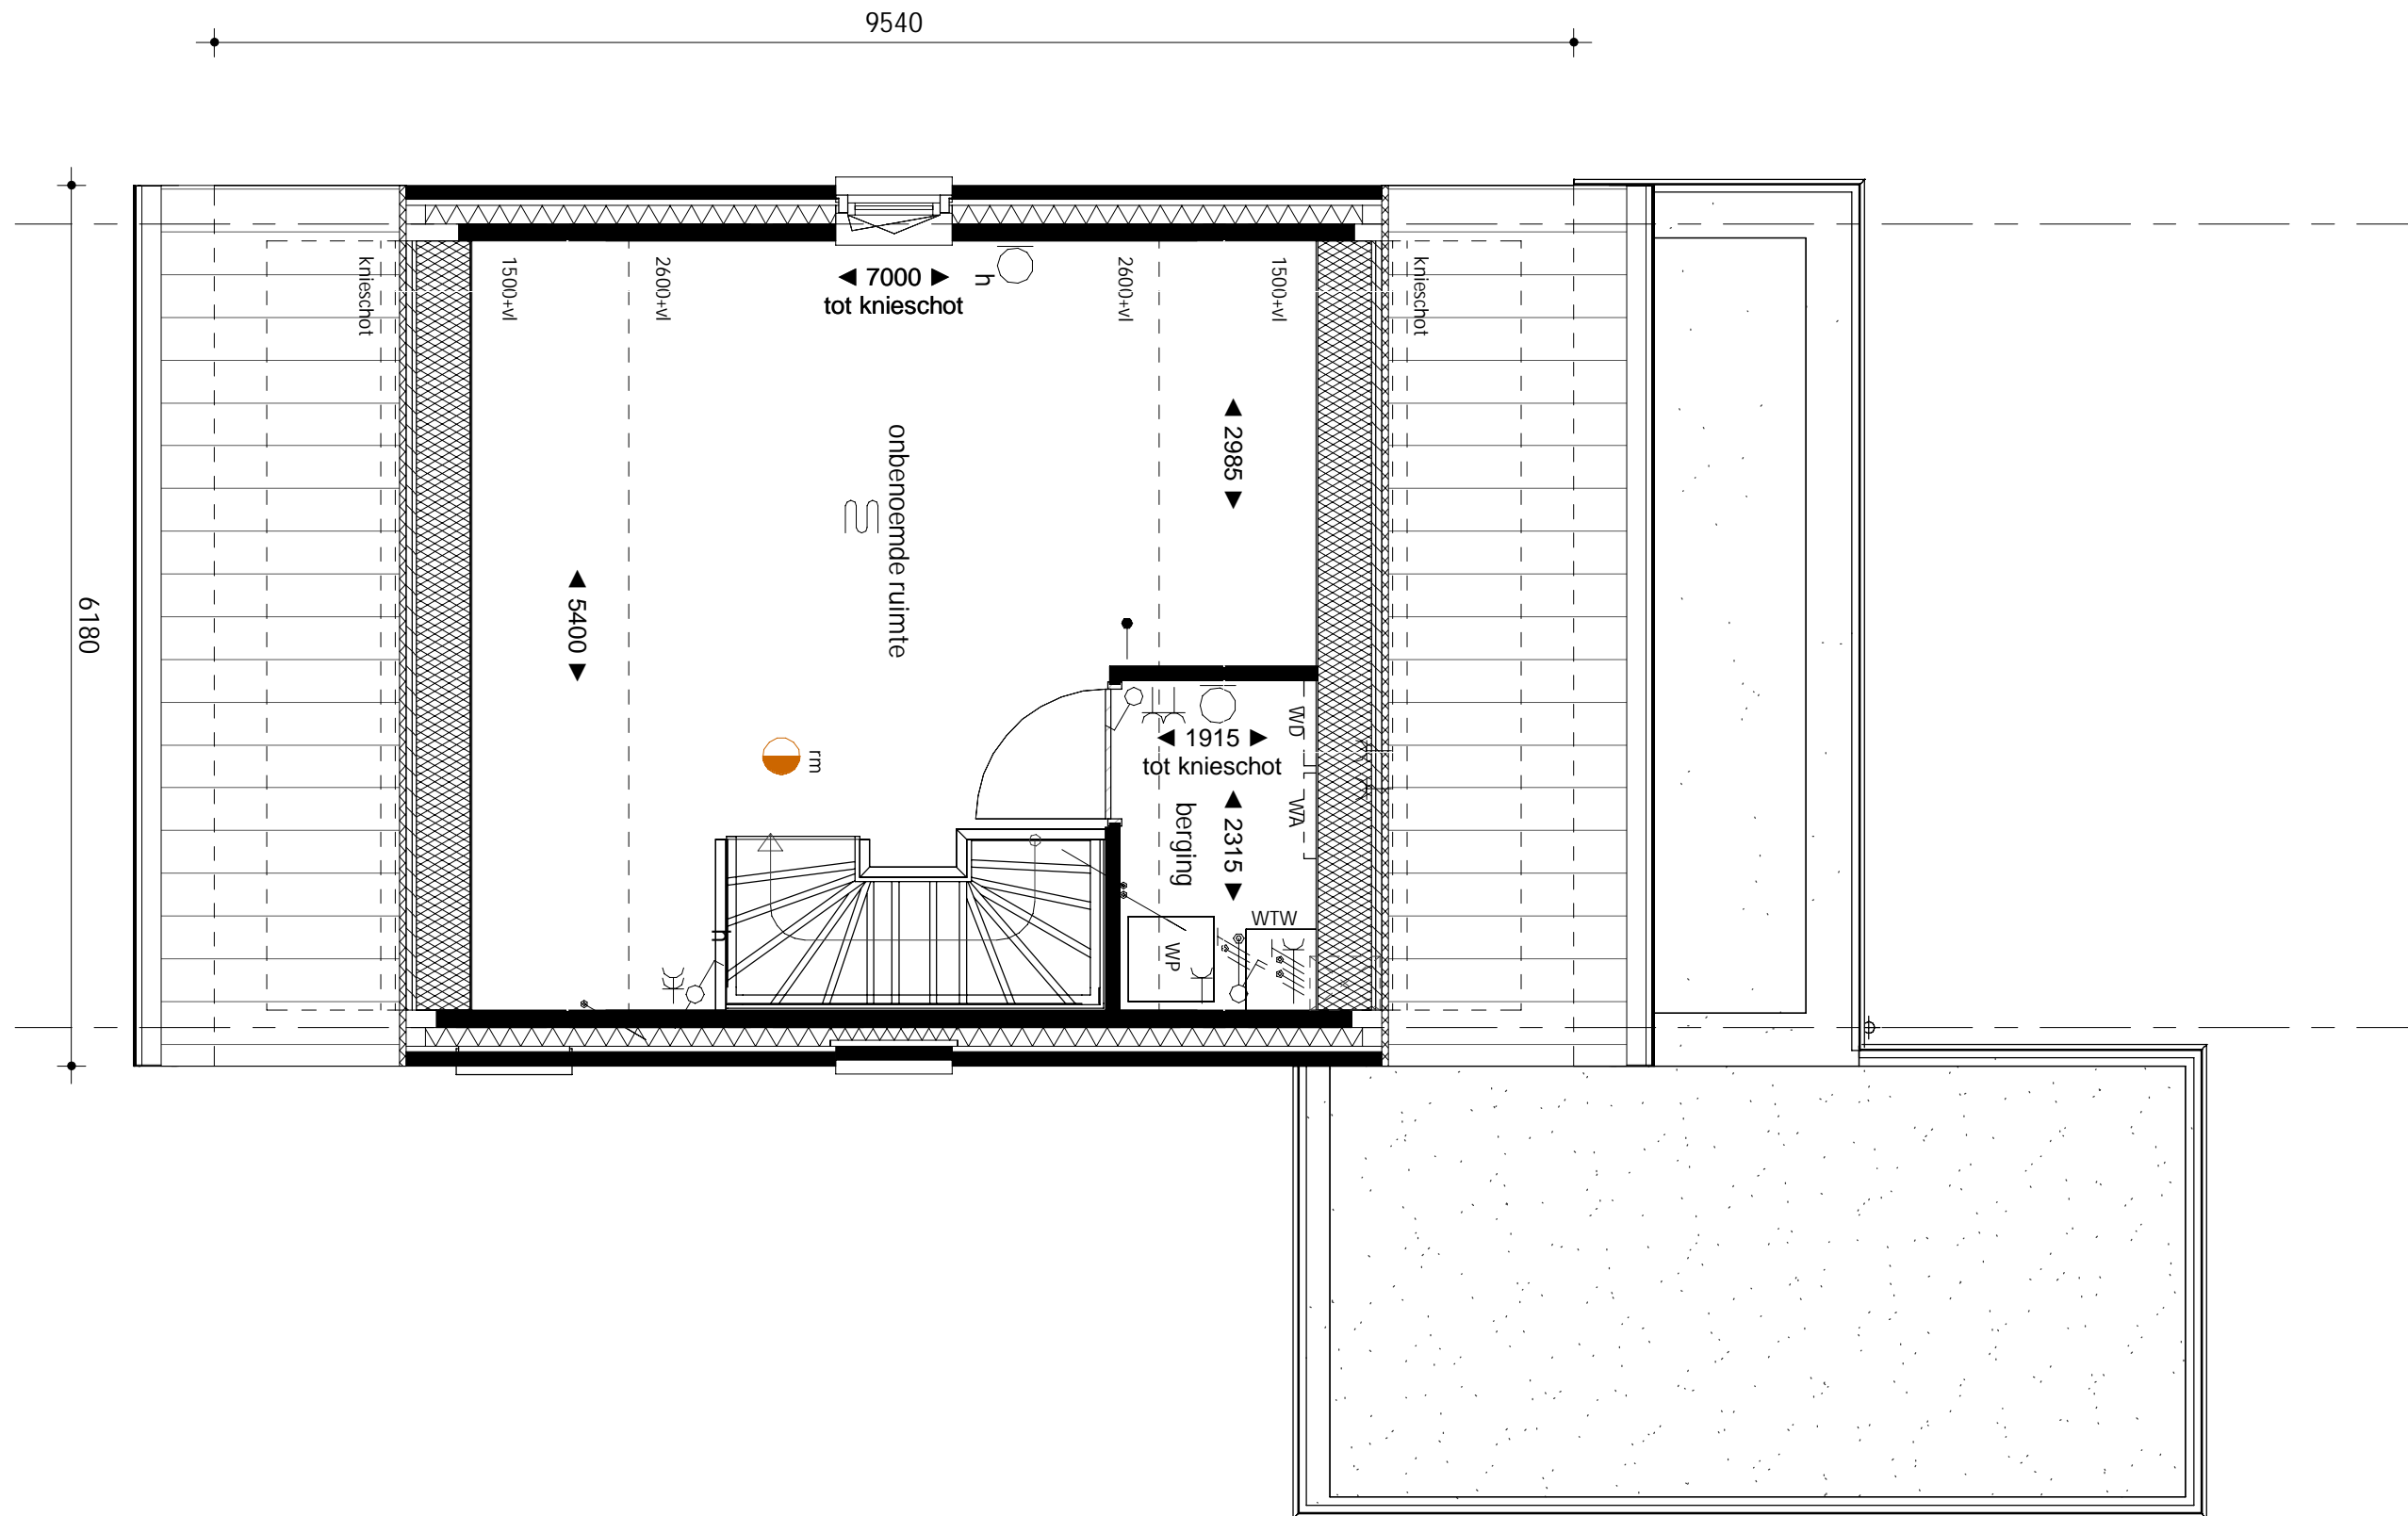 9540
6180
knieschot
1500+vl
2600+vl
◄ 7000 ►
tot knieschot
h
2600+vl
1500+vl
knieschot
◄ 2985 ►
onbenoemde ruimte
◄ 5400 ►
rm
◄ 1915 ►
tot knieschot
WD
WA
berging
◄ 2315 ►
WTW
WP
h